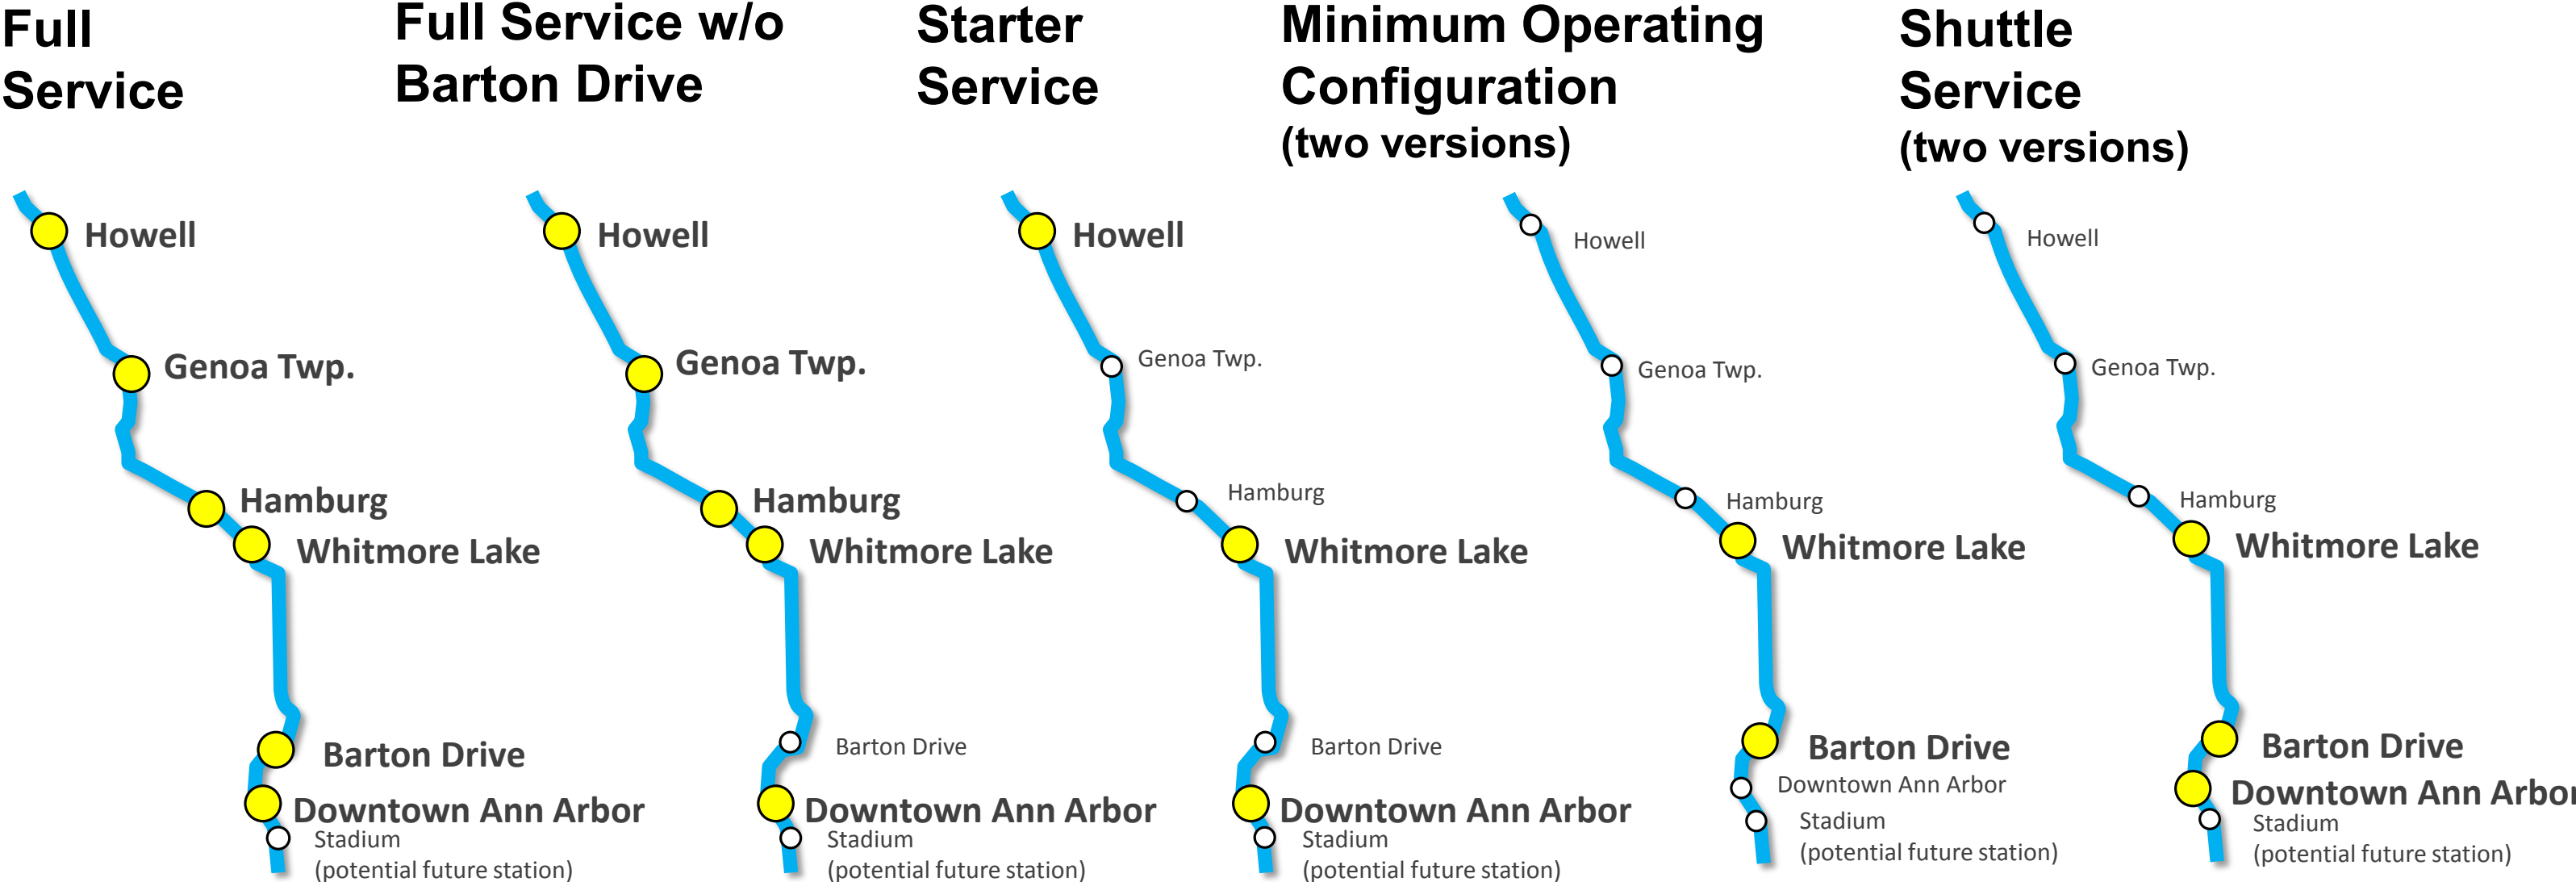 Full
Service
Howell
Genoa Twp.
Hamburg
Whitmore Lake
Barton Drive
Downtown Ann Arbor
Stadium
(potential future station)
Full Service w/o
Barton Drive
Howell
Genoa Twp.
Hamburg
Whitmore Lake
Barton Drive
Downtown Ann Arbor
Stadium
(potential future station)
Starter
Service
Howell
Genoa Twp.
Hamburg
Whitmore Lake
Barton Drive
Downtown Ann Arbor
Stadium
(potential future station)
Minimum Operating
Configuration
(two versions)
Howell
Genoa Twp.
Hamburg
Whitmore Lake
Barton Drive
Downtown Ann Arbor
Stadium
(potential future station)
Shuttle
Service
(two versions)
Howell
Genoa Twp.
Hamburg
Whitmore Lake
Barton Drive
Downtown Ann Arbor
Stadium
(potential future station)